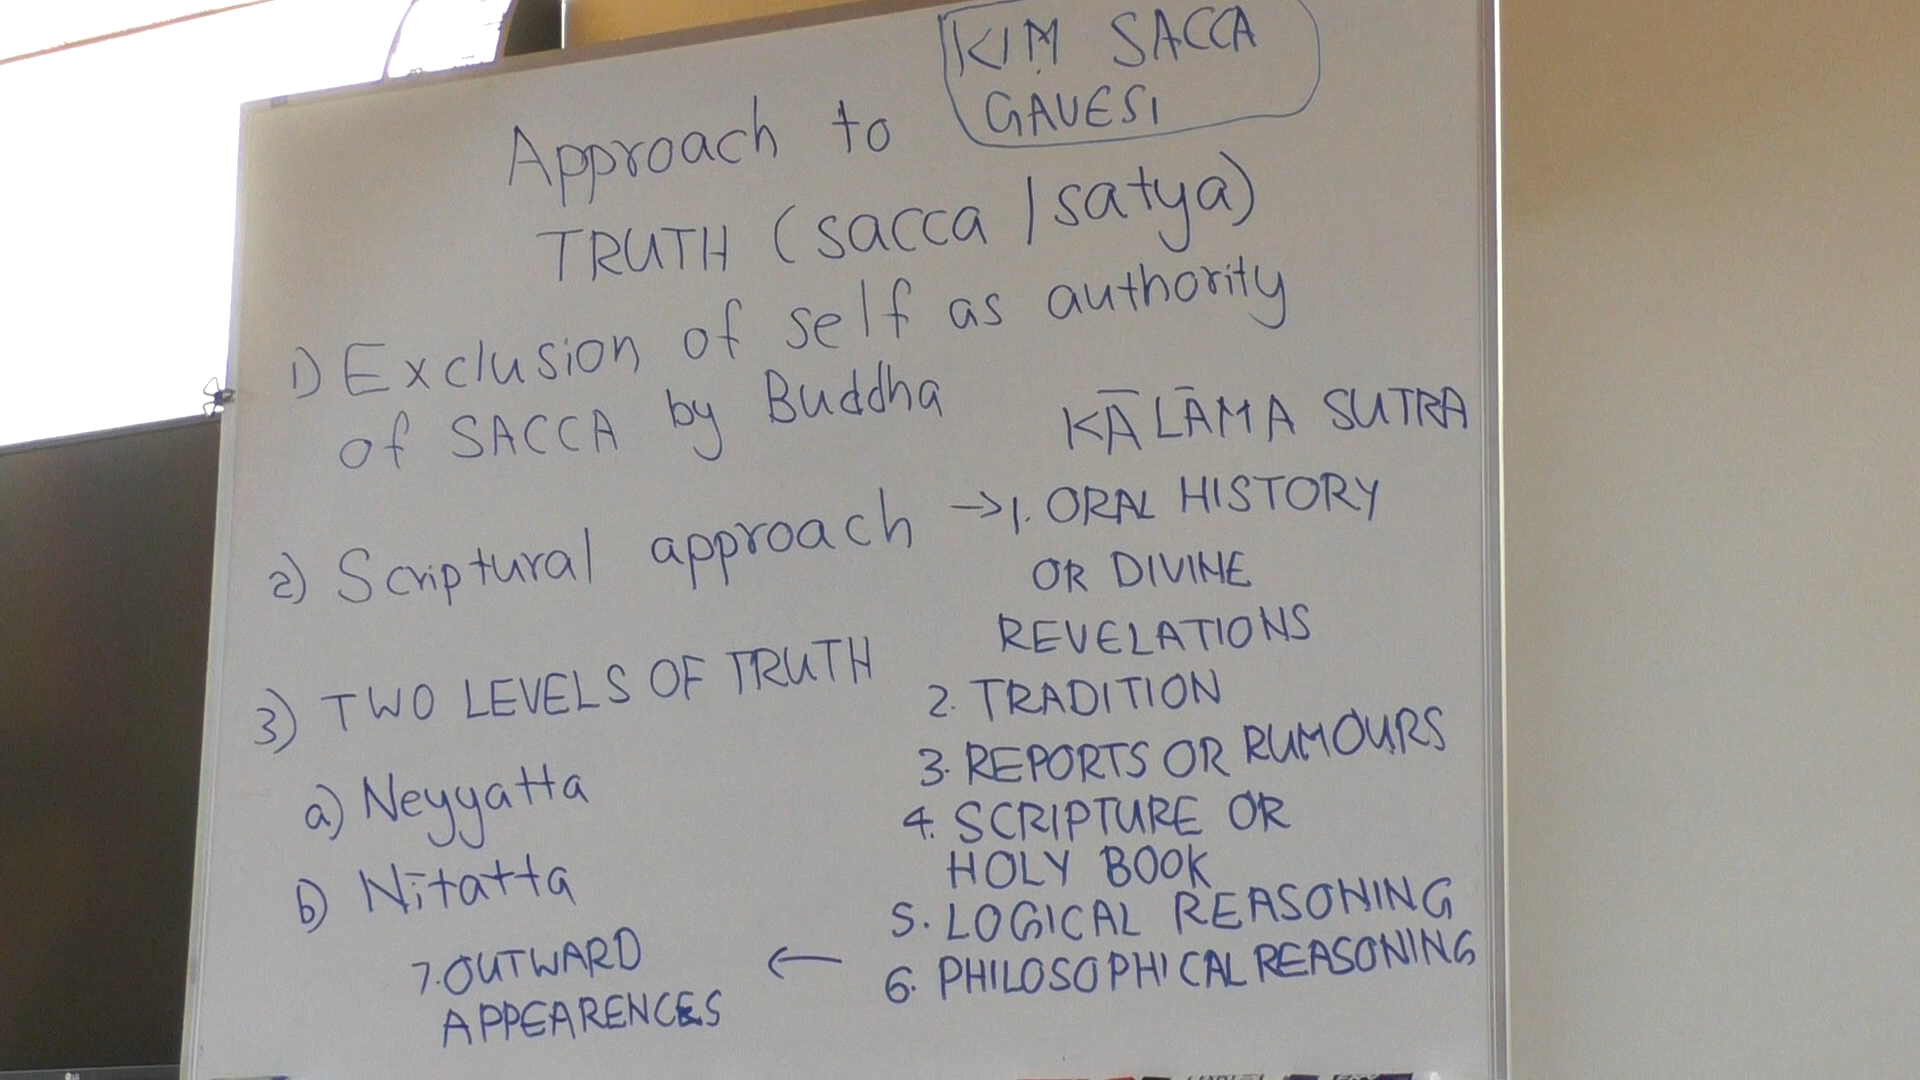 KIṂ SACCA
GAVESI
Approach to
TRUTH (sacca / satya)
1) Exclusion of self as authority
of SACCA by Buddha
2) Scriptural approach →
3) TWO LEVELS OF TRUTH
a) Neyyatta
b) Nītatta
KĀLĀMA SUTRA
1. ORAL HISTORY
OR DIVINE
REVELATIONS
2. TRADITION
3. REPORTS OR RUMOURS
4. SCRIPTURE OR
HOLY BOOK
5. LOGICAL REASONING
6. PHILOSOPHICAL REASONING
←
7. OUTWARD
APPEARENCES
LG